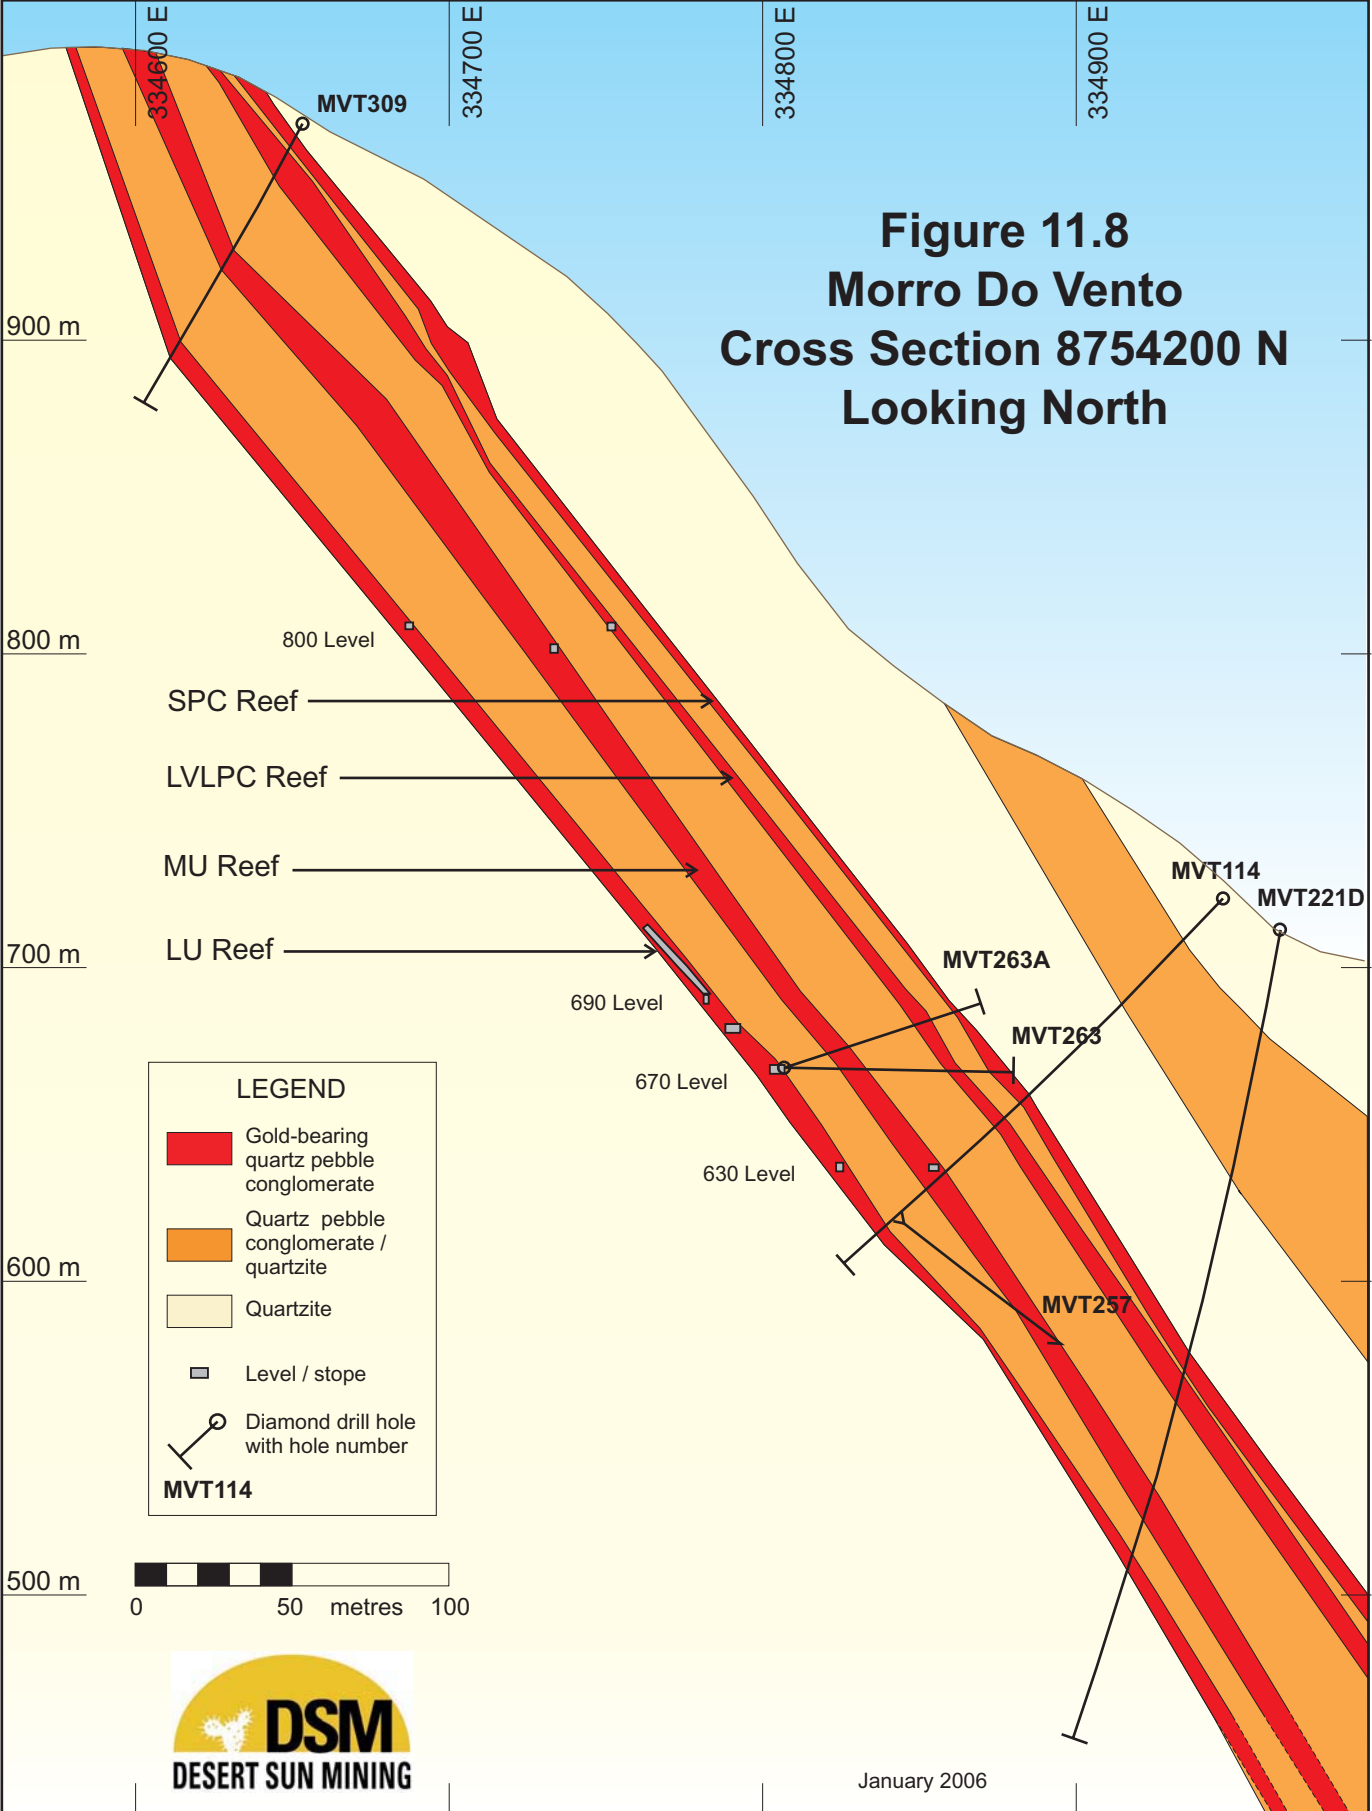 334600 E
334700 E
334800 E
334900 E
MVT309
Figure 11.8
Morro Do Vento
Cross Section 8754200 N
Looking North
900 m
800 m
800 Level
SPC Reef
LVLPC Reef
MU Reef
MVT114
MVT221D
LU Reef
700 m
MVT263A
690 Level
MVT263
670 Level
630 Level
600 m
MVT257
LEGEND
Gold-bearing
quartz pebble
conglomerate
Quartz pebble
conglomerate /
quartzite
Quartzite
Level / stope
Diamond drill hole
with hole number
MVT114
500 m
0 50 metres 100
DSM
DESERT SUN MINING
January 2006